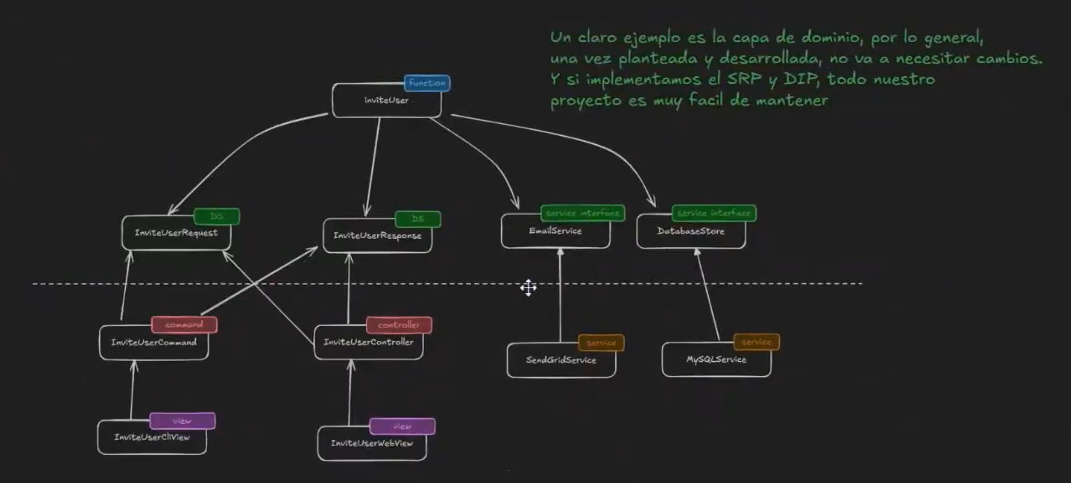 Un claro ejemplo es la capa de dominio, por lo general,
una vez planteada y desarrollada, no va a necesitar cambios.
Y si implementamos el SRP y DIP, todo nuestro
proyecto es muy facil de mantener
function
inviteUser
DS
InviteUserRequest
DS
InviteUserResponse
service interface
EmailService
service interface
DatabaseStore
command
InviteUserCommand
controller
InviteUserController
service
SendGridService
service
MySQLService
view
InviteUserCliView
view
InviteUserWebView